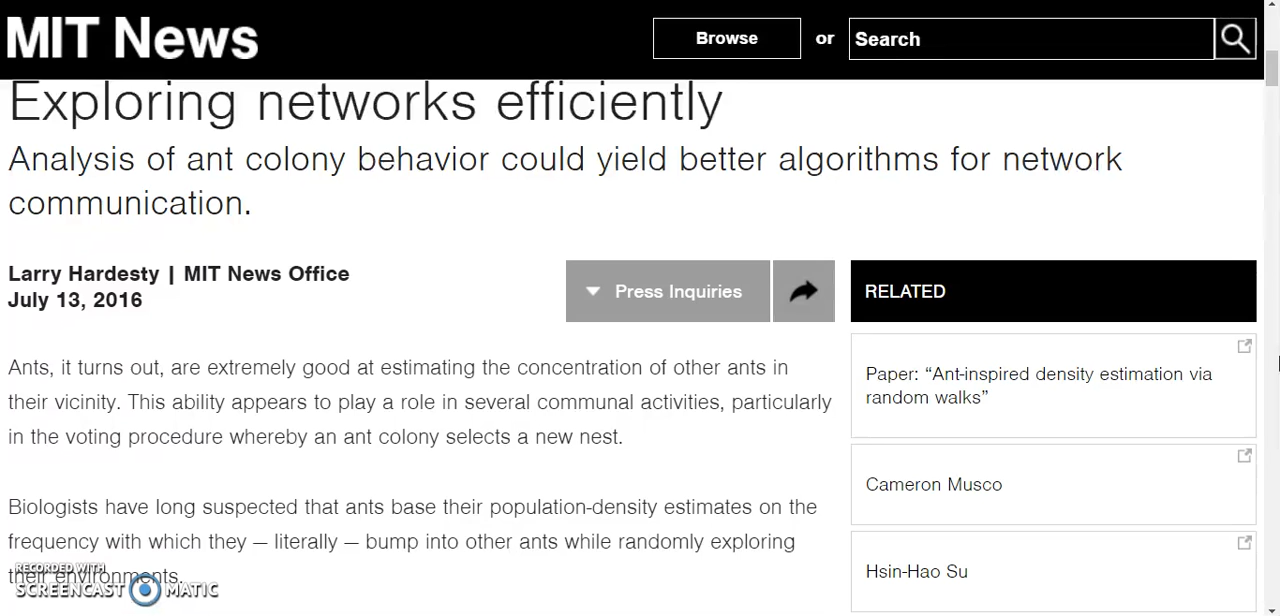 MIT News
Browse
or
Search
Exploring networks efficiently
Analysis of ant colony behavior could yield better algorithms for network
communication.
Larry Hardesty | MIT News Office
July 13, 2016
Press Inquiries
RELATED
Ants, it turns out, are extremely good at estimating the concentration of other ants in
their vicinity. This ability appears to play a role in several communal activities, particularly
in the voting procedure whereby an ant colony selects a new nest.
Biologists have long suspected that ants base their population-density estimates on the
frequency with which they — literally — bump into other ants while randomly exploring
their environments.
Paper: “Ant-inspired density estimation via
random walks”
Cameron Musco
Hsin-Hao Su
RECORDED WITH
SCREENCAST MATIC